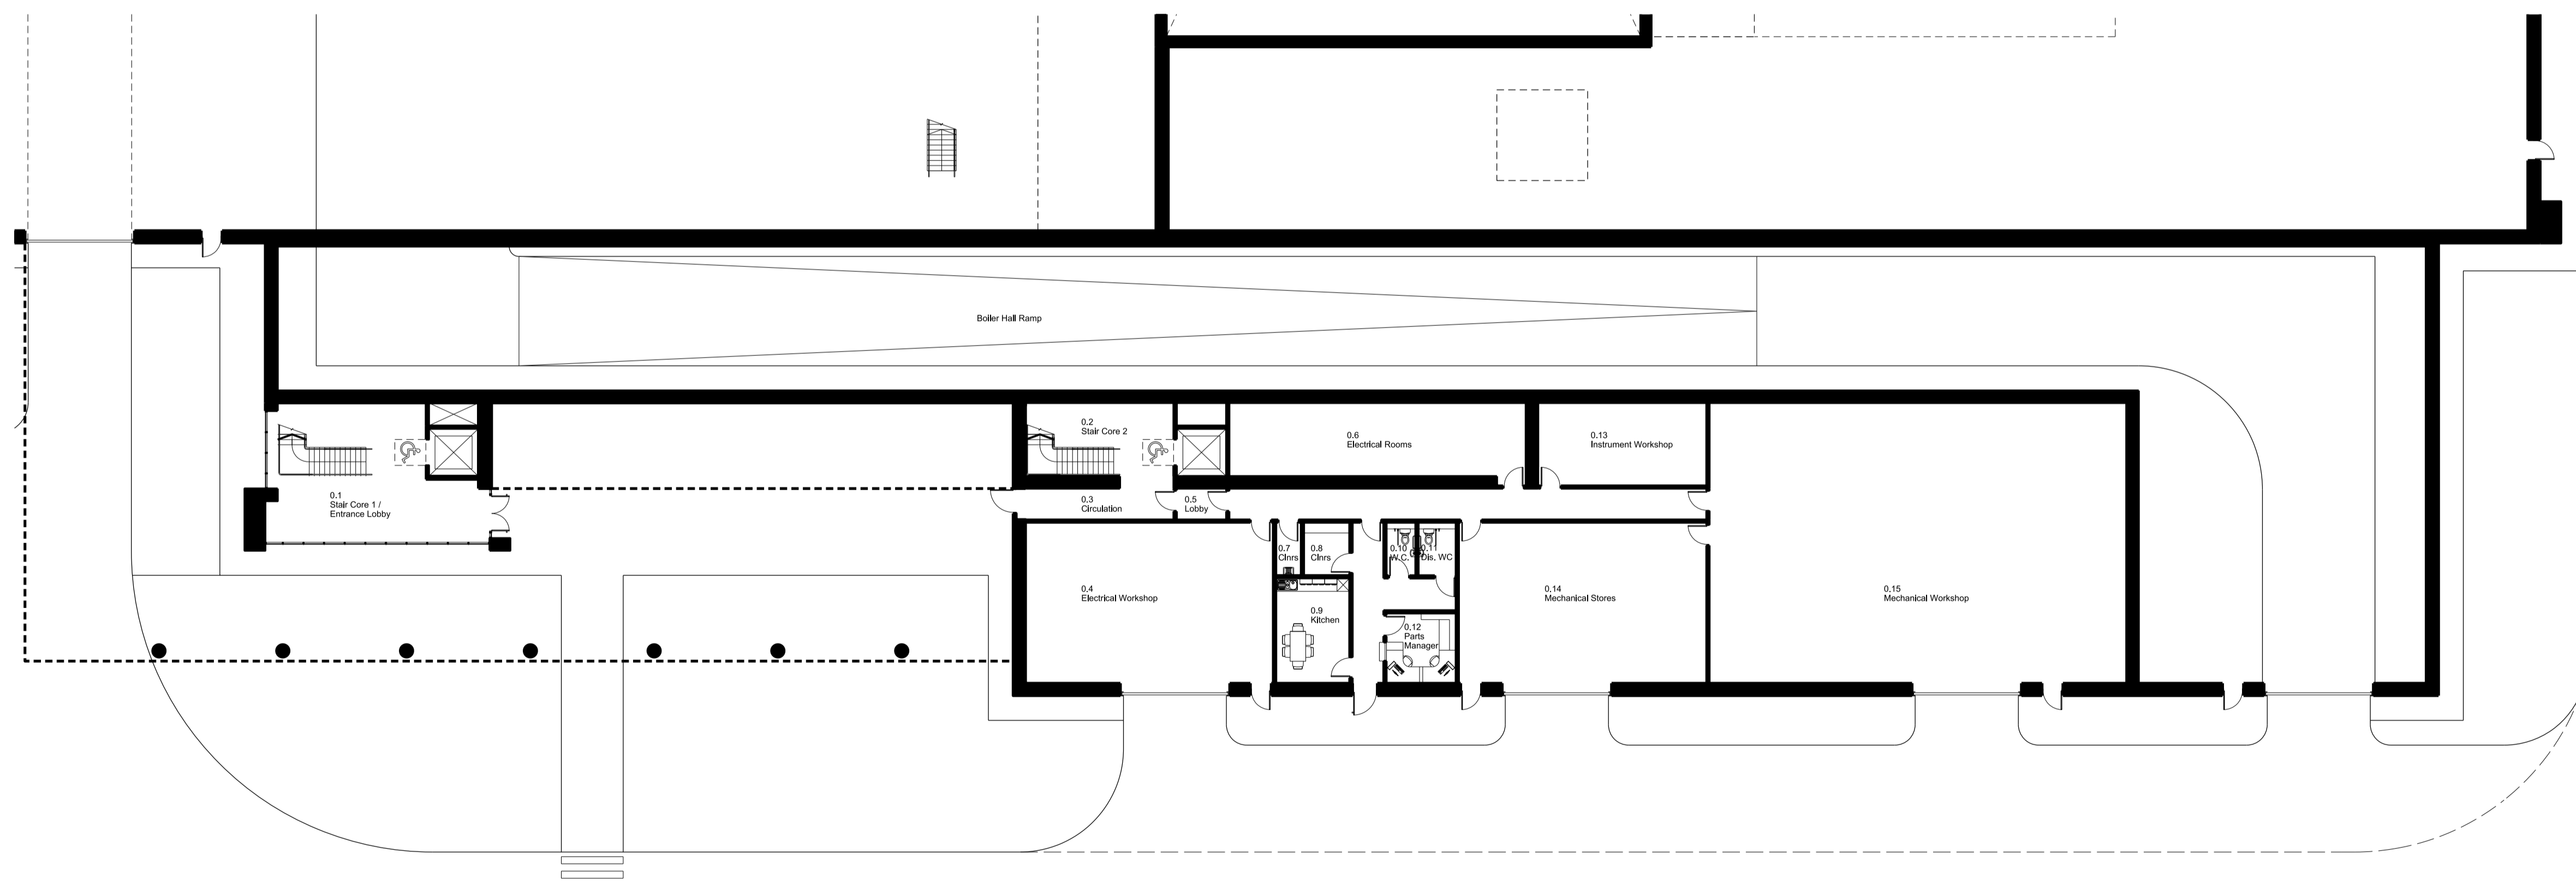 Boiler Hall Ramp
0.1
Stair Core 1 /
Entrance Lobby
0.2
Stair Core 2
0.3
Circulation
0.5
Lobby
0.6
Electrical Rooms
0.13
Instrument Workshop
0.4
Electrical Workshop
0.7
Clnrs
0.8
Clnrs
0.9
Kitchen
0.10
W.C.
0.11
Dis. WC
0.12
Parts
Manager
0.14
Mechanical Stores
0.15
Mechanical Workshop